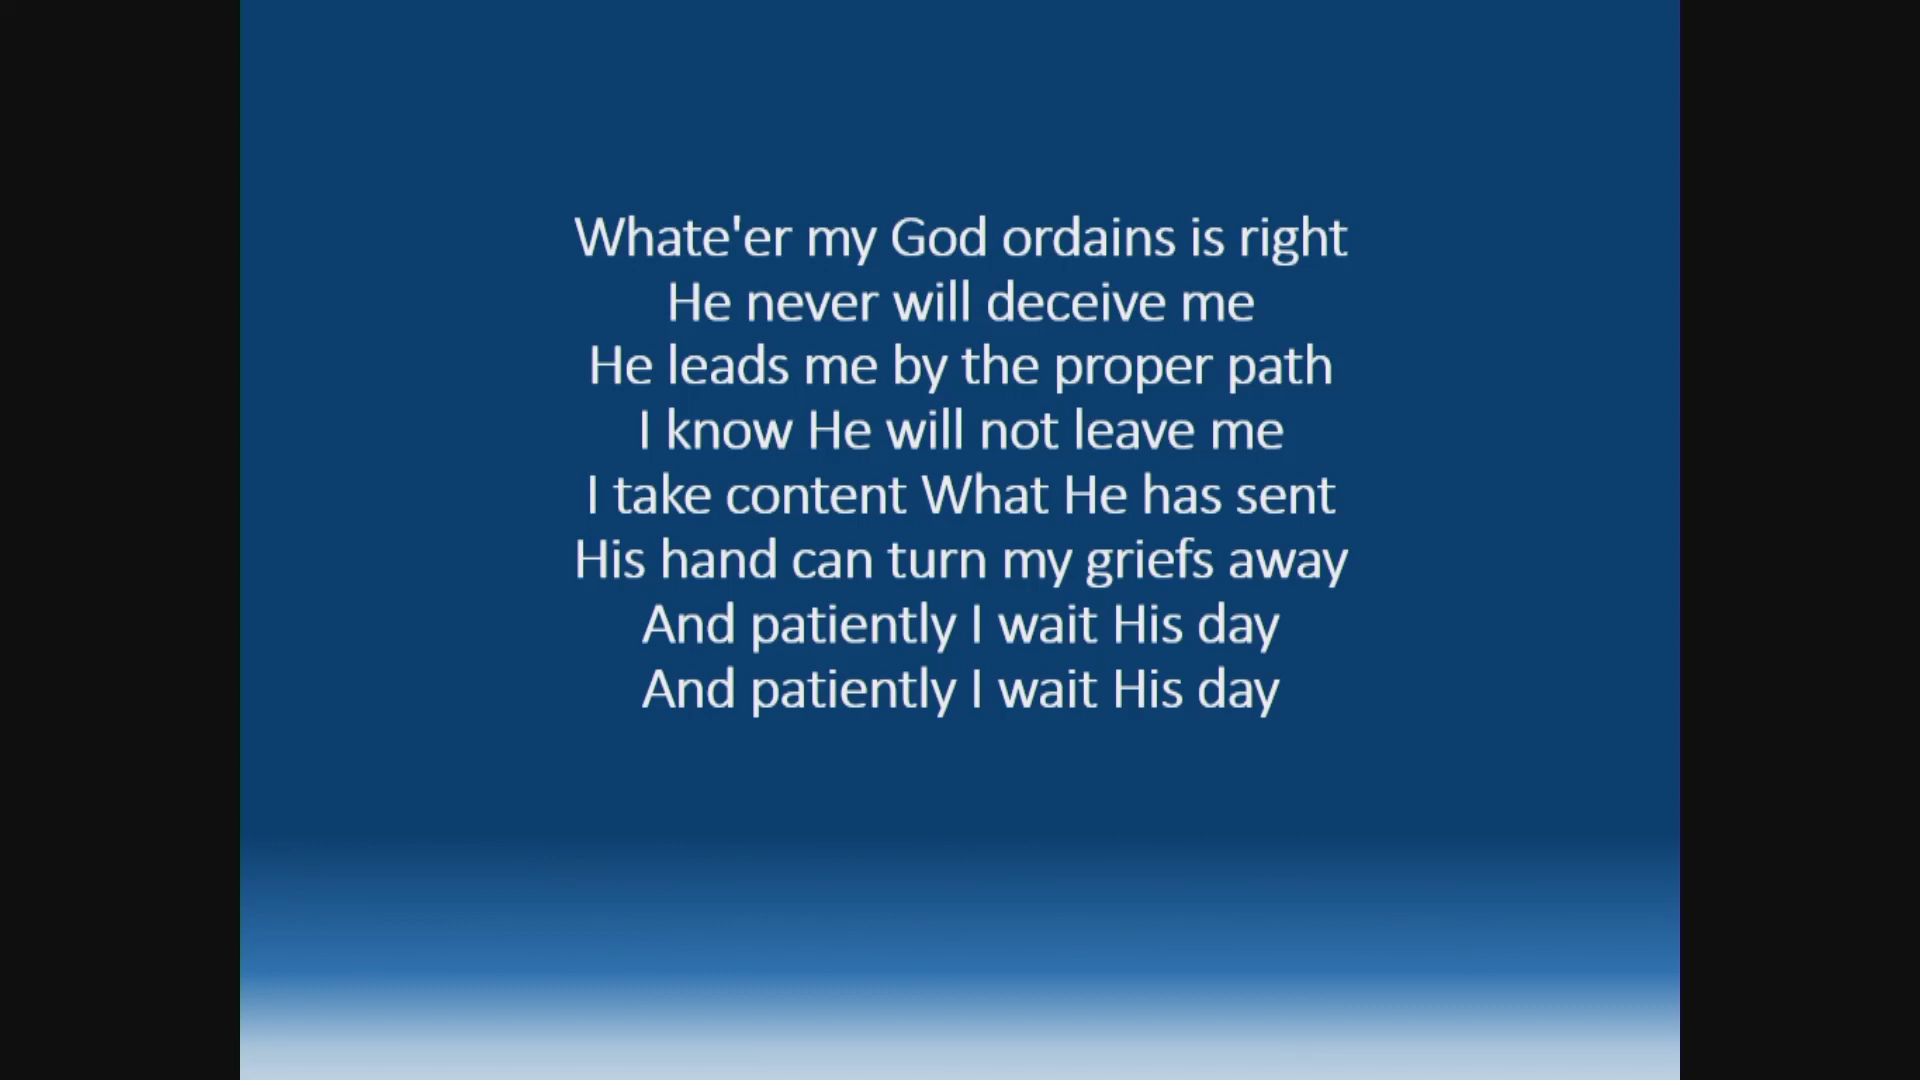 Whate'er my God ordains is right
He never will deceive me
He leads me by the proper path
I know He will not leave me
I take content What He has sent
His hand can turn my griefs away
And patiently I wait His day
And patiently I wait His day